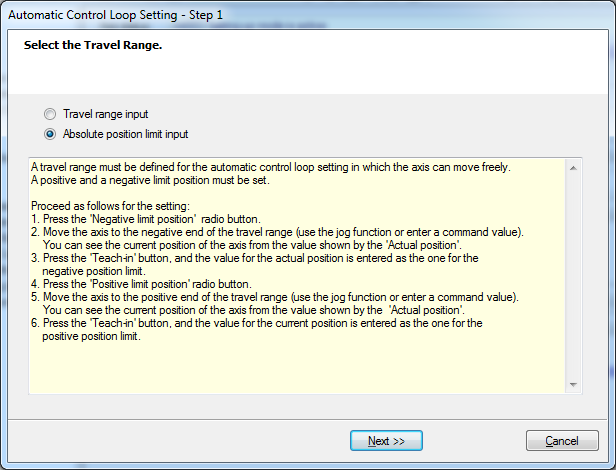 Automatic Control Loop Setting - Step 1
Select the Travel Range.
Travel range input
Absolute position limit input
A travel range must be defined for the automatic control loop setting in which the axis can move freely.
A positive and a negative limit position must be set.
Proceed as follows for the setting:
1. Press the 'Negative limit position' radio button.
2. Move the axis to the negative end of the travel range (use the jog function or enter a command value).
You can see the current position of the axis from the value shown by the 'Actual position'.
3. Press the 'Teach-in' button, and the value for the actual position is entered as the one for the
negative position limit.
4. Press the 'Positive limit position' radio button.
5. Move the axis to the positive end of the travel range (use the jog function or enter a command value).
You can see the current position of the axis from the value shown by the 'Actual position'.
6. Press the 'Teach-in' button, and the value for the current position is entered as the one for the
positive position limit.
Next >>
Cancel